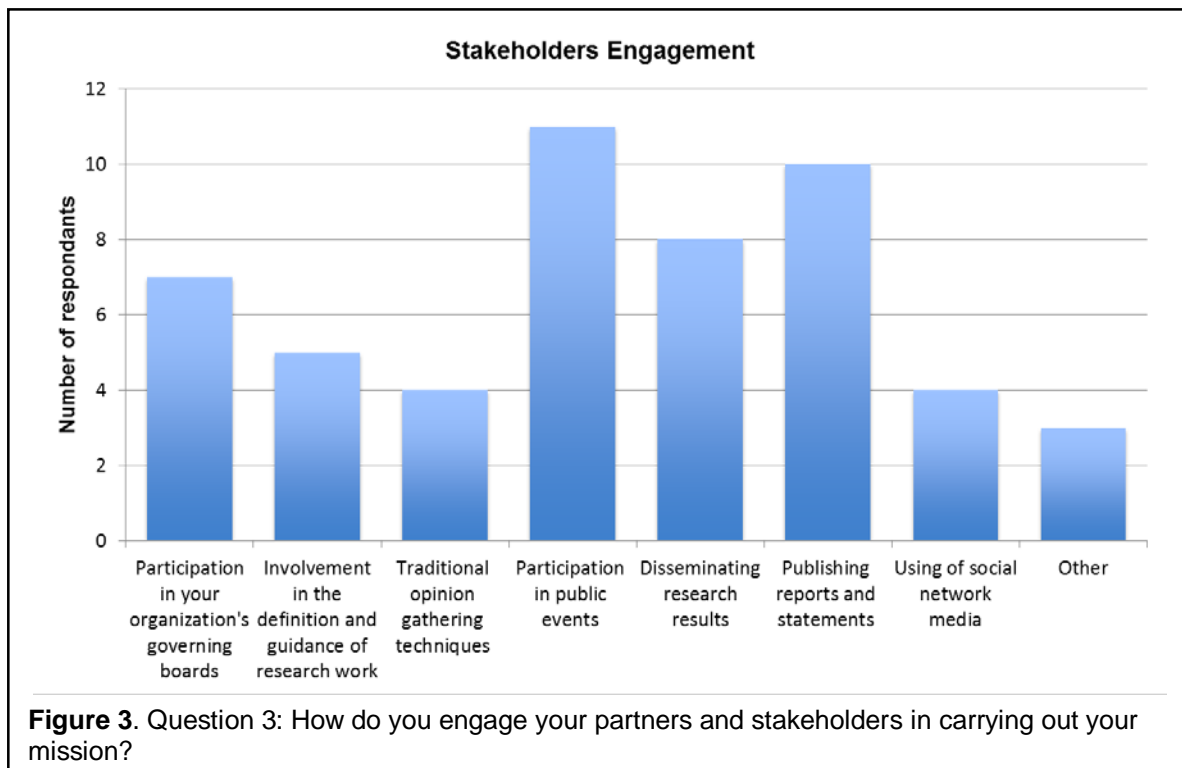 Stakeholders Engagement
12
10
8
6
4
2
0
Number of respondants
Participation
in your
organization's
governing
boards
Involvement
in the
definition and
guidance of
research work
Traditional
opinion
gathering
techniques
Participation
in public
events
Disseminating
research
results
Publishing
reports and
statements
Using of social
network
media
Other
Figure 3. Question 3: How do you engage your partners and stakeholders in carrying out your
mission?